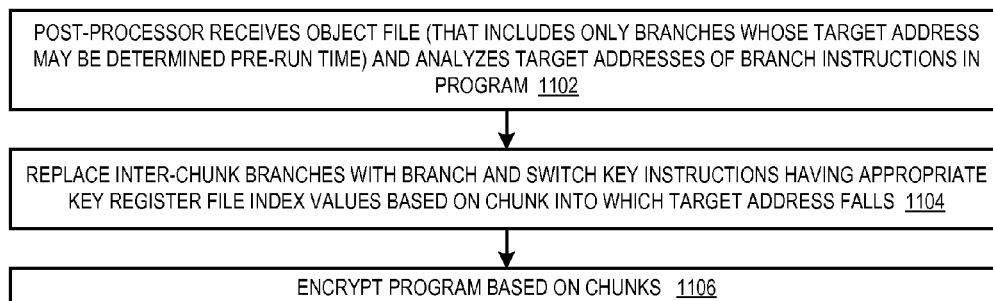 POST-PROCESSOR RECEIVES OBJECT FILE (THAT INCLUDES ONLY BRANCHES WHOSE TARGET ADDRESS
MAY BE DETERMINED PRE-RUN TIME) AND ANALYZES TARGET ADDRESSES OF BRANCH INSTRUCTIONS IN
PROGRAM 1102
REPLACE INTER-CHUNK BRANCHES WITH BRANCH AND SWITCH KEY INSTRUCTIONS HAVING APPROPRIATE
KEY REGISTER FILE INDEX VALUES BASED ON CHUNK INTO WHICH TARGET ADDRESS FALLS 1104
ENCRYPT PROGRAM BASED ON CHUNKS 1106